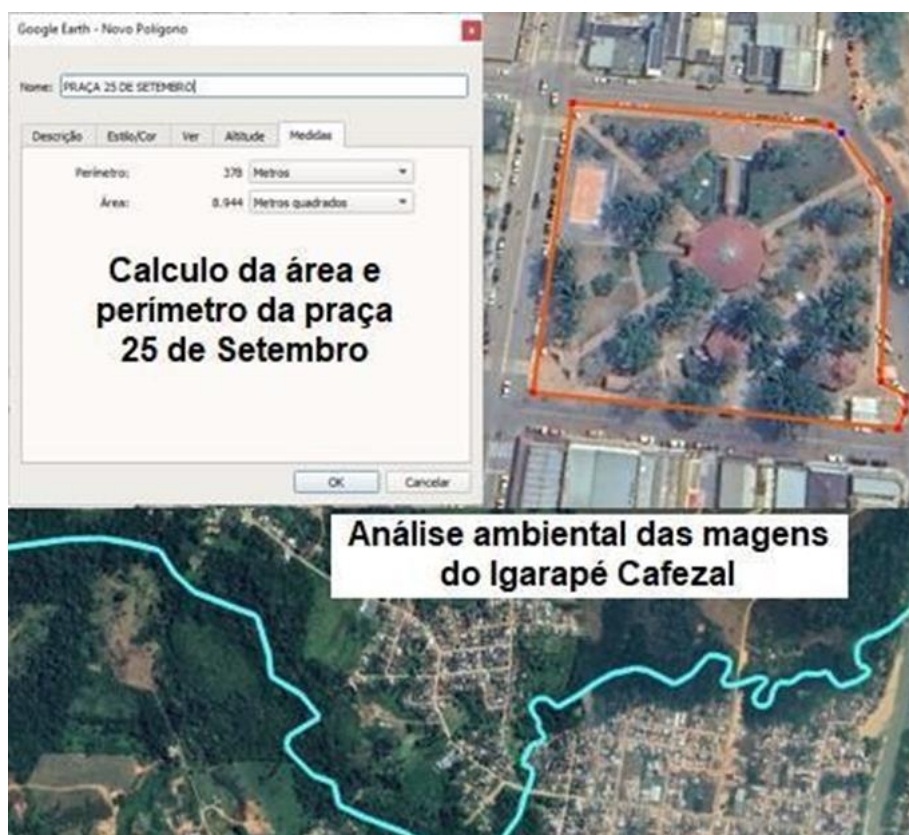 Google Earth - Novo Polígono
Nome: PRAÇA 25 DE SETEMBRO
Descrição Estilo/Cor Ver Altitude Medidas
Perímetro: 378 Metros
Área: 8.944 Metros quadrados
Calculo da área e
perímetro da praça
25 de Setembro
OK Cancelar
Análise ambiental das magens
do Igarapé Cafezal